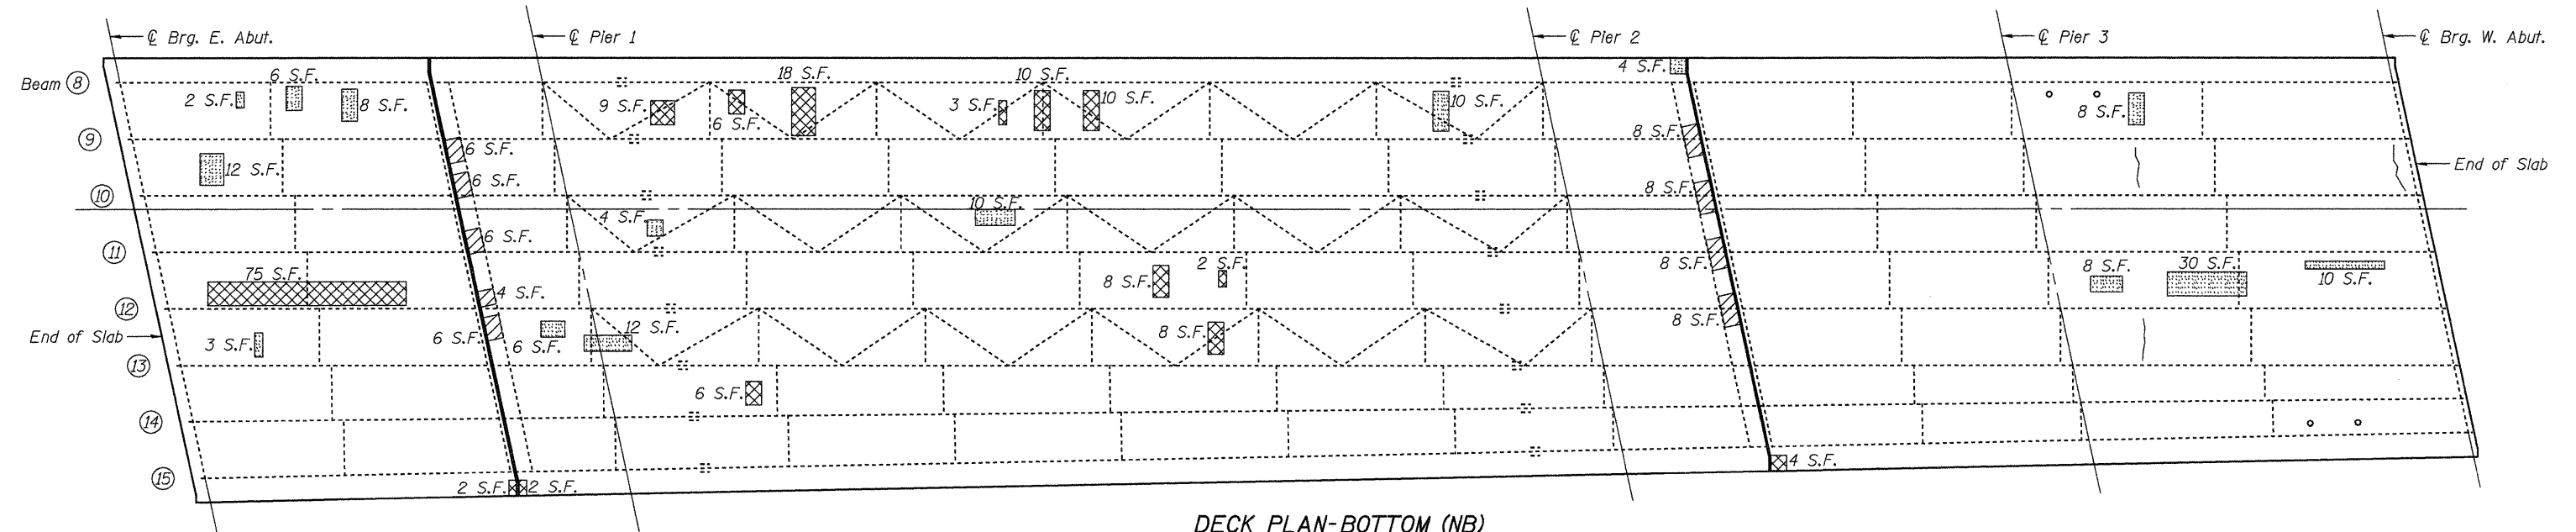 ℄ Brg. E. Abut.
℄ Pier 1
℄ Pier 2
℄ Pier 3
℄ Brg. W. Abut.
Beam 8
2 S.F.
6 S.F.
8 S.F.
9 S.F.
6 S.F.
18 S.F.
3 S.F.
10 S.F.
10 S.F.
10 S.F.
4 S.F.
8 S.F.
9
12 S.F.
6 S.F.
6 S.F.
8 S.F.
8 S.F.
End of Slab
10
4 S.F.
10 S.F.
6 S.F.
8 S.F.
11
75 S.F.
4 S.F.
8 S.F.
2 S.F.
8 S.F.
30 S.F.
10 S.F.
12
End of Slab
3 S.F.
6 S.F.
6 S.F.
12 S.F.
8 S.F.
8 S.F.
13
6 S.F.
14
15
2 S.F.
2 S.F.
4 S.F.
DECK PLAN-BOTTOM (NB)